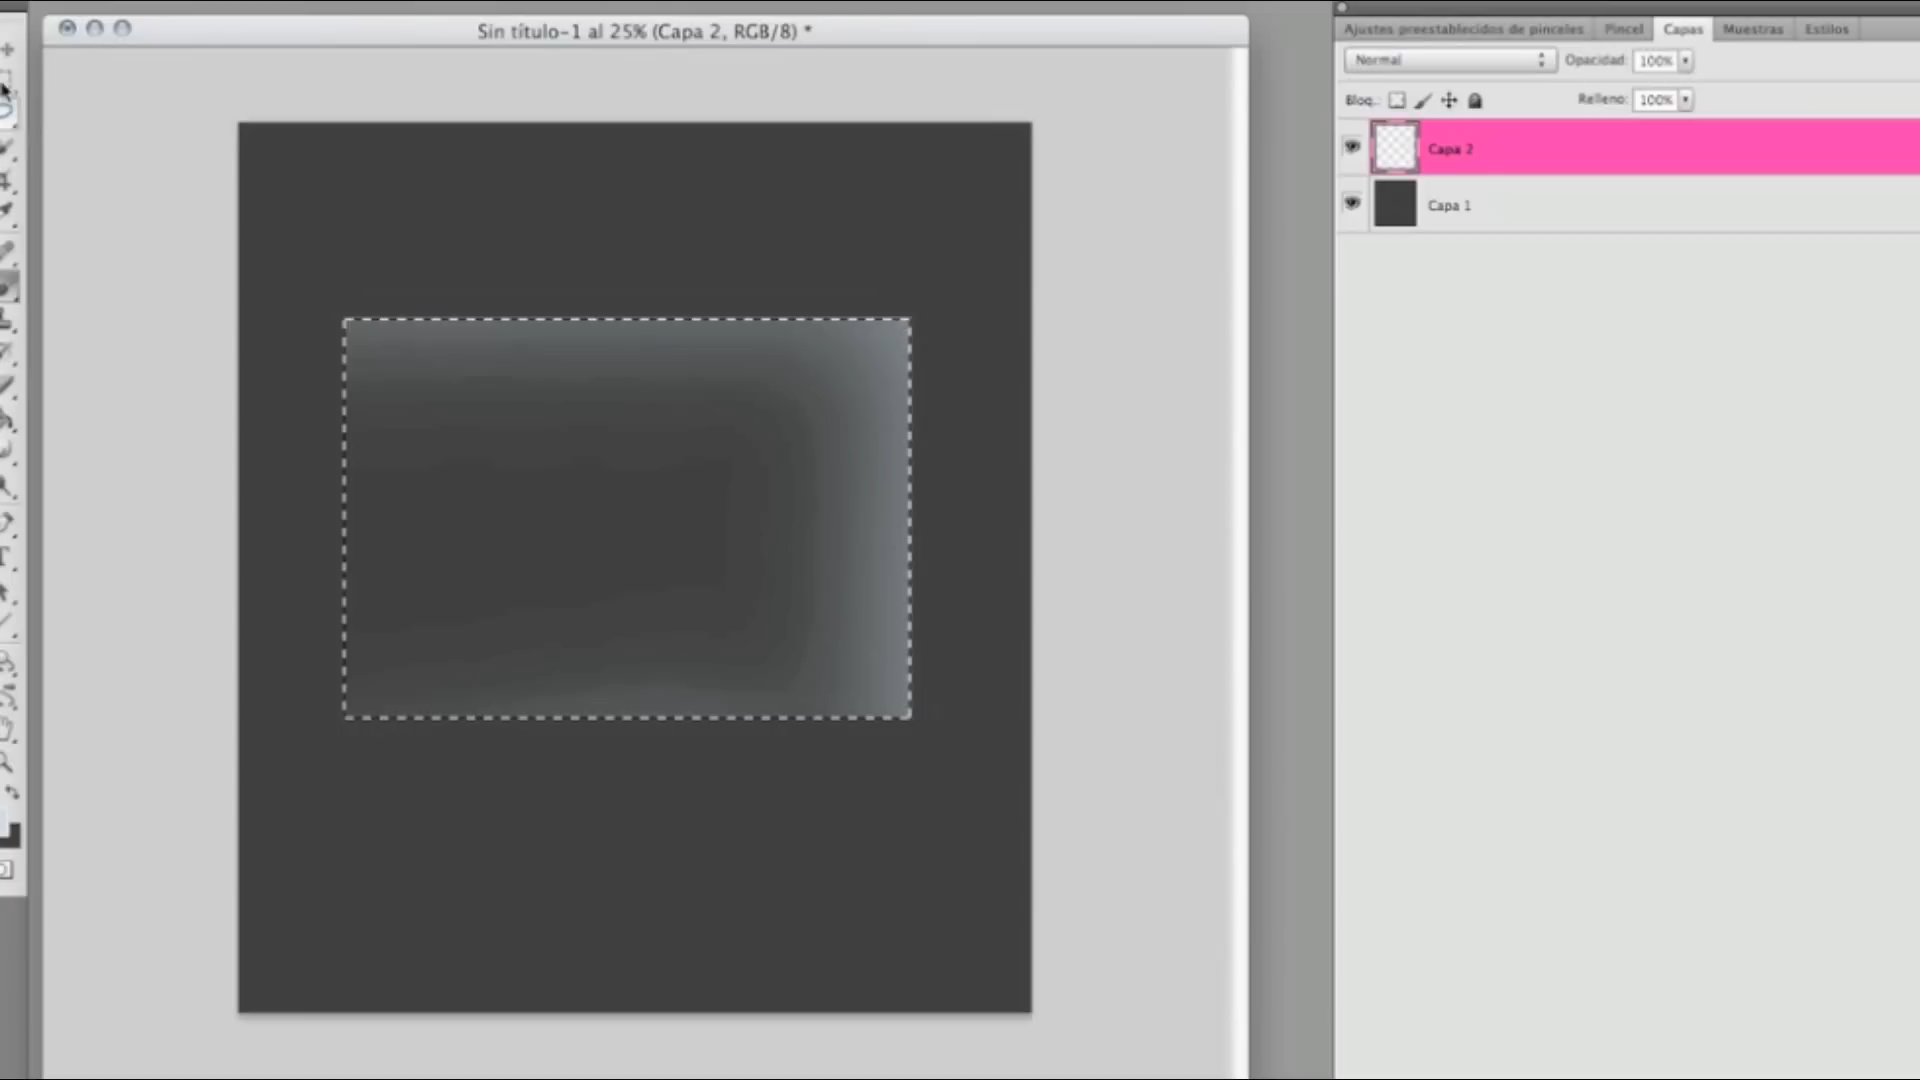 Sin título-1 al 25% (Capa 2, RGB/8) *
Ajustes preestablecidos de pinceles Pincel Capas Muestras Estilos
Normal Opacidad: 100%
Bloq.: Relleno: 100%
Capa 2
Capa 1
T